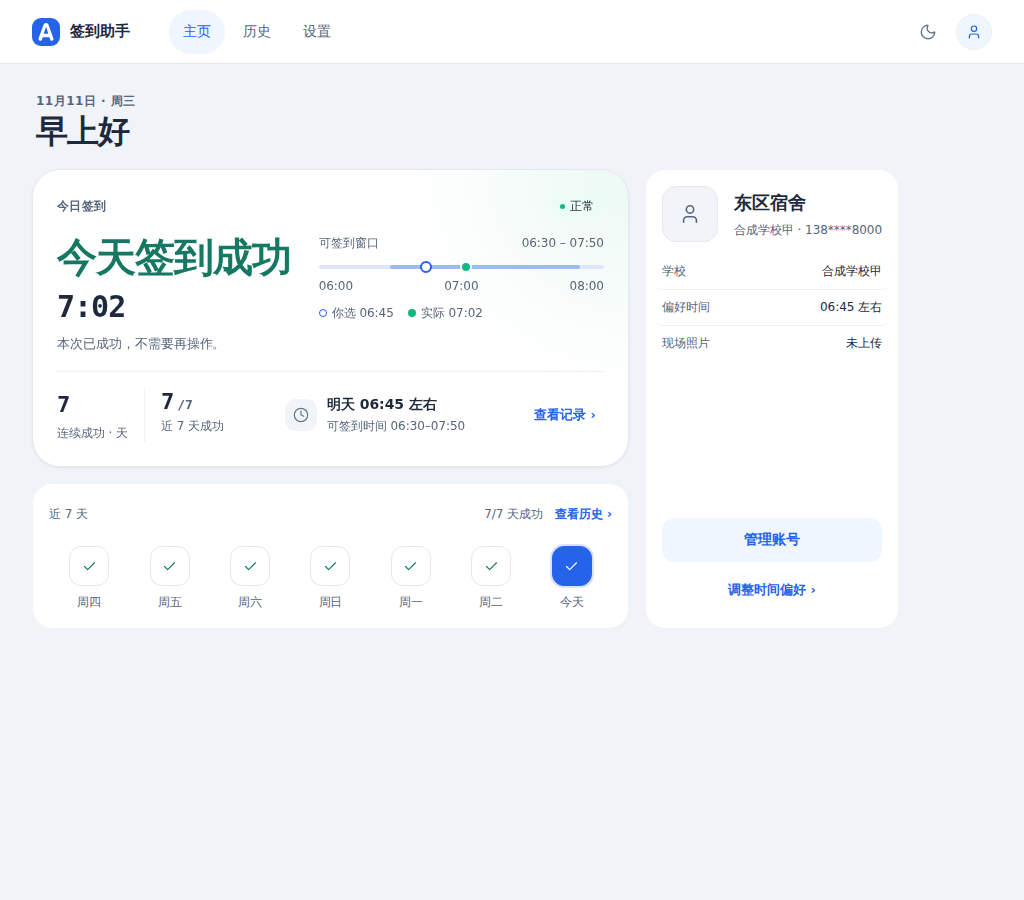 签到助手
主页
历史
设置
11月11日 · 周三
早上好
今日签到
正常
今天签到成功
7:02
本次已成功，不需要再操作。
可签到窗口
06:30 – 07:50
06:00
07:00
08:00
你选 06:45
实际 07:02
7
连续成功 · 天
7 /7
近 7 天成功
明天 06:45 左右
可签到时间 06:30–07:50
查看记录 ›
近 7 天
7/7 天成功
查看历史 ›
周四
周五
周六
周日
周一
周二
今天
东区宿舍
合成学校甲 · 138****8000
学校
合成学校甲
偏好时间
06:45 左右
现场照片
未上传
管理账号
调整时间偏好 ›